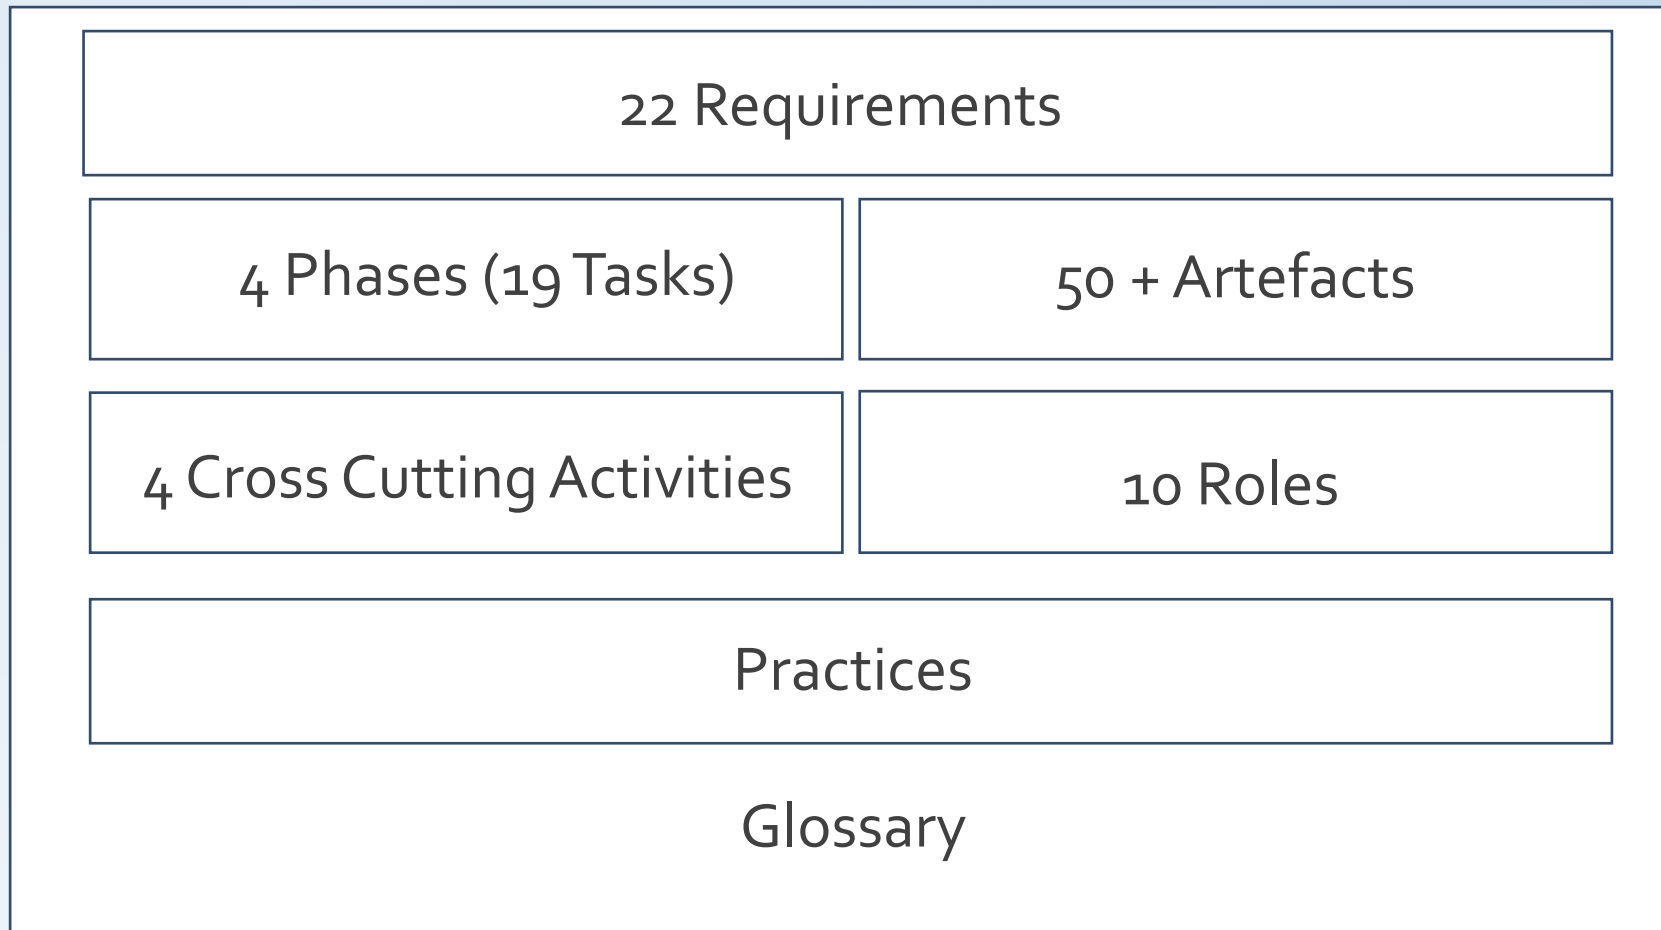 22 Requirements
4 Phases (19 Tasks)
50 + Artefacts
4 Cross Cutting Activities
10 Roles
Practices
Glossary